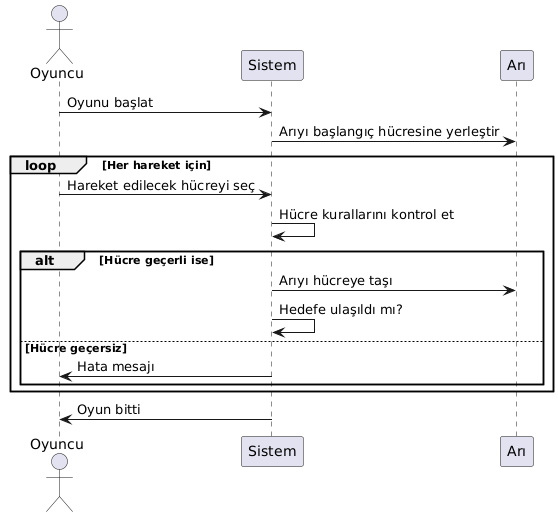 Oyuncu
Sistem
Arı
Oyunu başlat
Arıyı başlangıç hücresine yerleştir
loop [Her hareket için]
Hareket edilecek hücreyi seç
Hücre kurallarını kontrol et
alt [Hücre geçerli ise]
Arıyı hücreye taşı
Hedefe ulaşıldı mı?
[Hücre geçersiz]
Hata mesajı
Oyun bitti
Oyuncu
Sistem
Arı